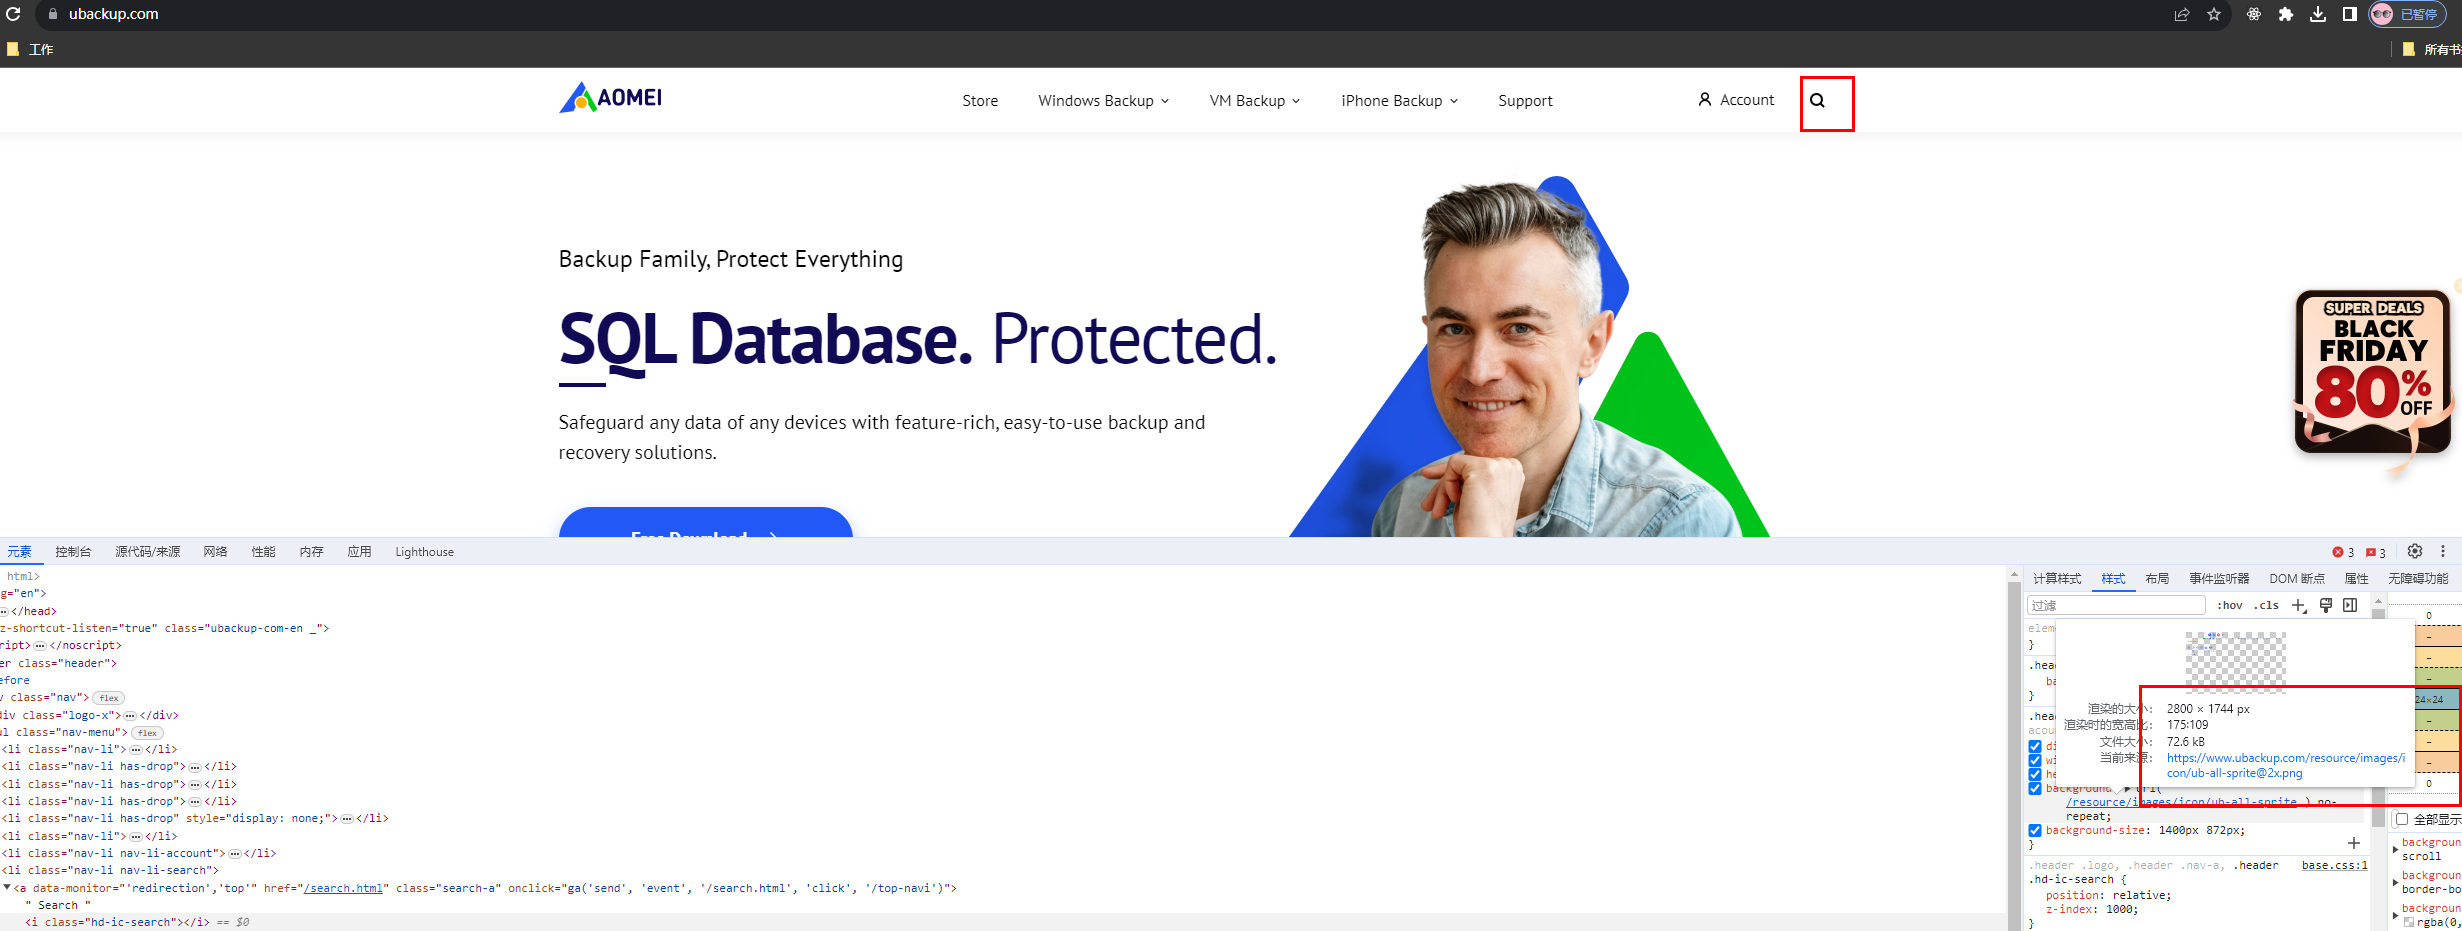 ubackup.com
已暂停
工作
所有书
AOMEI
Store
Windows Backup
VM Backup
iPhone Backup
Support
Account
Backup Family, Protect Everything
SQL Database. Protected.
Safeguard any data of any devices with feature-rich, easy-to-use backup and
recovery solutions.
Free Download
SUPER DEALS
BLACK
FRIDAY
80%
OFF
元素
控制台
源代码/来源
网络
性能
内存
应用
Lighthouse
3
3
html>
g="en">
</head>
z-shortcut-listen="true" class="ubackup-com-en _">
ript>…</noscript>
er class="header">
efore
v class="nav"> flex
div class="logo-x">…</div>
ul class="nav-menu"> flex
<li class="nav-li">…</li>
<li class="nav-li has-drop">…</li>
<li class="nav-li has-drop">…</li>
<li class="nav-li has-drop">…</li>
<li class="nav-li has-drop" style="display: none;">…</li>
<li class="nav-li">…</li>
<li class="nav-li nav-li-account">…</li>
<li class="nav-li nav-li-search">
<a data-monitor="'redirection','top'" href="/search.html" class="search-a" onclick="ga('send', 'event', '/search.html', 'click', '/top-navi')">
" Search "
<i class="hd-ic-search"></i> == $0
计算样式
样式
布局
事件监听器
DOM 断点
属性
无障碍功能
过滤
:hov .cls
elem
}
.hea
ba
}
.hea
acou
di
wi
he
渲染的大小: 2800 × 1744 px
渲染时的宽高比: 175:109
文件大小: 72.6 kB
当前来源: https://www.ubackup.com/resource/images/i
con/ub-all-sprite@2x.png
background: url(
/resource/images/icon/ub-all-sprite…) no-
repeat;
background-size: 1400px 872px;
}
.header .logo, .header .nav-a, .header base.css:1
.hd-ic-search {
position: relative;
z-index: 1000;
}
0
-
-
-
24×24
-
-
-
0
全部显示
backgroun
scroll
backgroun
border-bo
backgroun
rgba(0,